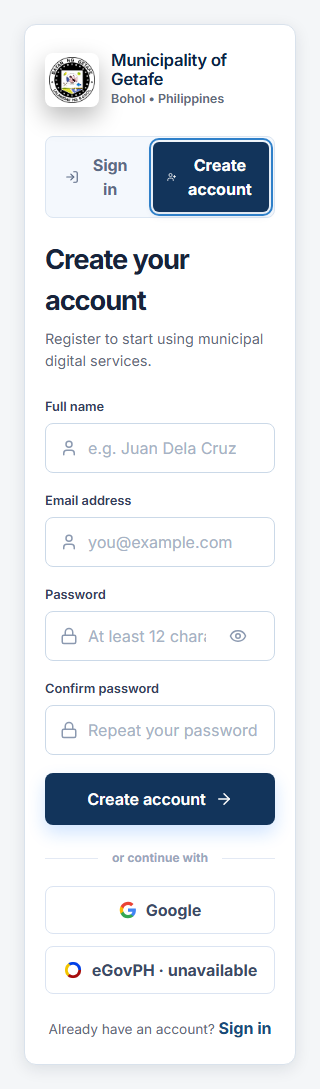 Municipality of
Getafe
Bohol • Philippines
Sign
in
Create
account
Create your
account
Register to start using municipal
digital services.
Full name
e.g. Juan Dela Cruz
Email address
you@example.com
Password
At least 12 chara
Confirm password
Repeat your password
Create account
or continue with
Google
eGovPH · unavailable
Already have an account? Sign in